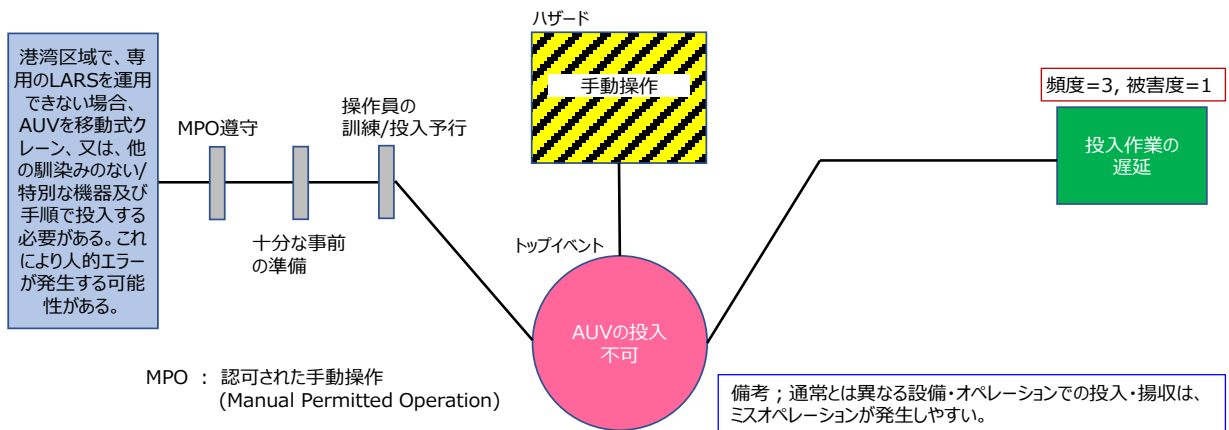 港湾区域で、専
用のLARSを運用
できない場合、
AUVを移動式ク
レーン、又は、他
の馴染みのない/
特別な機器及び
手順で投入する
必要がある。これ
により人的エラー
が発生する可能
性がある。
MPO遵守
十分な事前
の準備
操作員の
訓練/投入予行
ハザード
手動操作
トップイベント
AUVの投入
不可
頻度=3, 被害度=1
投入作業の
遅延
MPO : 認可された手動操作
(Manual Permitted Operation)
備考;通常とは異なる設備・オペレーションでの投入・揚収は、
ミスオペレーションが発生しやすい。